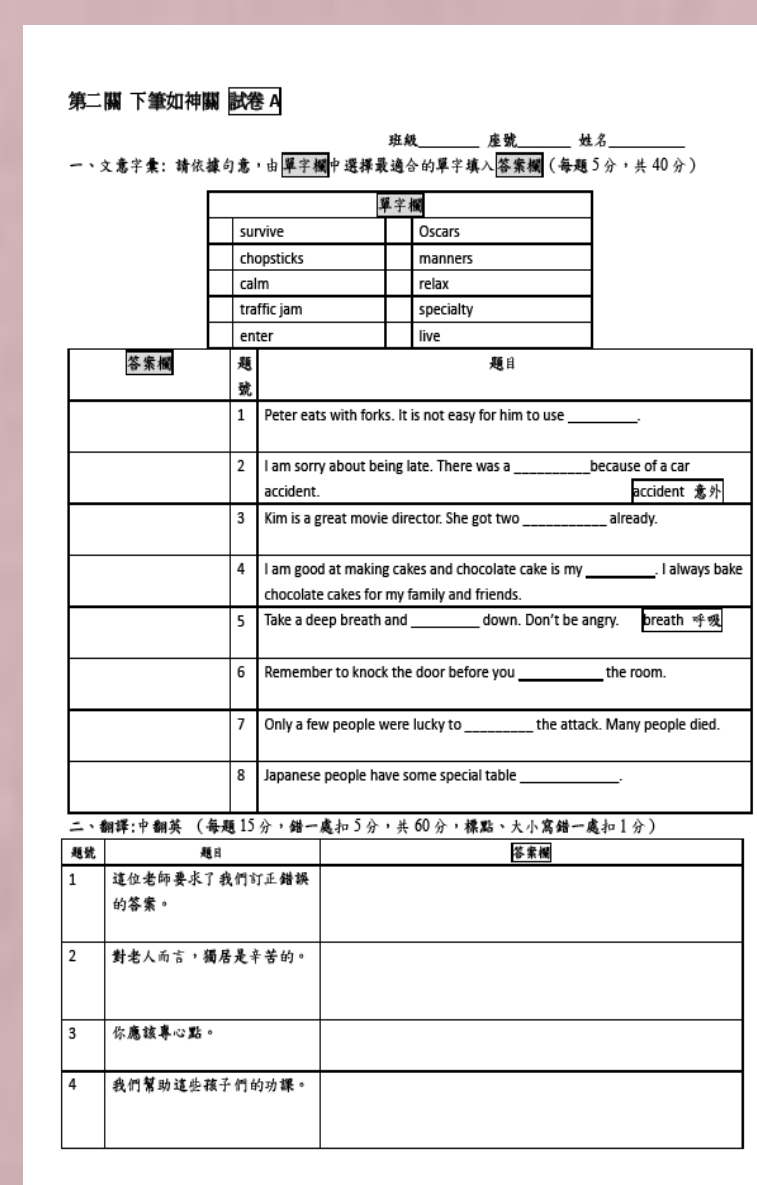 第二關 下筆如神關 試卷 A
班級________ 座號_______ 姓名__________
一、文意字彙: 請依據句意，由單字欄中選擇最適合的單字填入答案欄 (每題 5 分，共 40 分)
單字欄
survive Oscars
chopsticks manners
calm relax
traffic jam specialty
enter live
答案欄 題號 題目
1 Peter eats with forks. It is not easy for him to use __________.
2 I am sorry about being late. There was a ___________because of a car
accident. accident 意外
3 Kim is a great movie director. She got two ____________ already.
4 I am good at making cakes and chocolate cake is my __________. I always bake
chocolate cakes for my family and friends.
5 Take a deep breath and __________ down. Don't be angry. breath 呼吸
6 Remember to knock the door before you ____________ the room.
7 Only a few people were lucky to __________ the attack. Many people died.
8 Japanese people have some special table ______________.
二、翻譯:中翻英 (每題 15 分，錯一處扣 5 分，共 60 分，標點、大小寫錯一處扣 1 分)
題號 題目 答案欄
1 這位老師要求了我們訂正錯誤
的答案。
2 對老人而言，獨居是辛苦的。
3 你應該專心點。
4 我們幫助這些孩子們的功課。